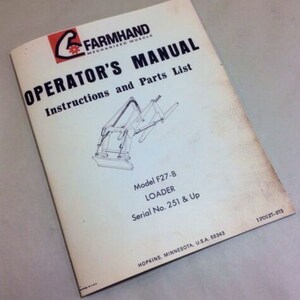 FARMHAND
MECHANIZED MUSCLE
OPERATOR'S MANUAL
Instructions and Parts List
Model F27-B
LOADER
Serial No. 251 & Up
HOPKINS, MINNESOTA, U.S.A. 55343